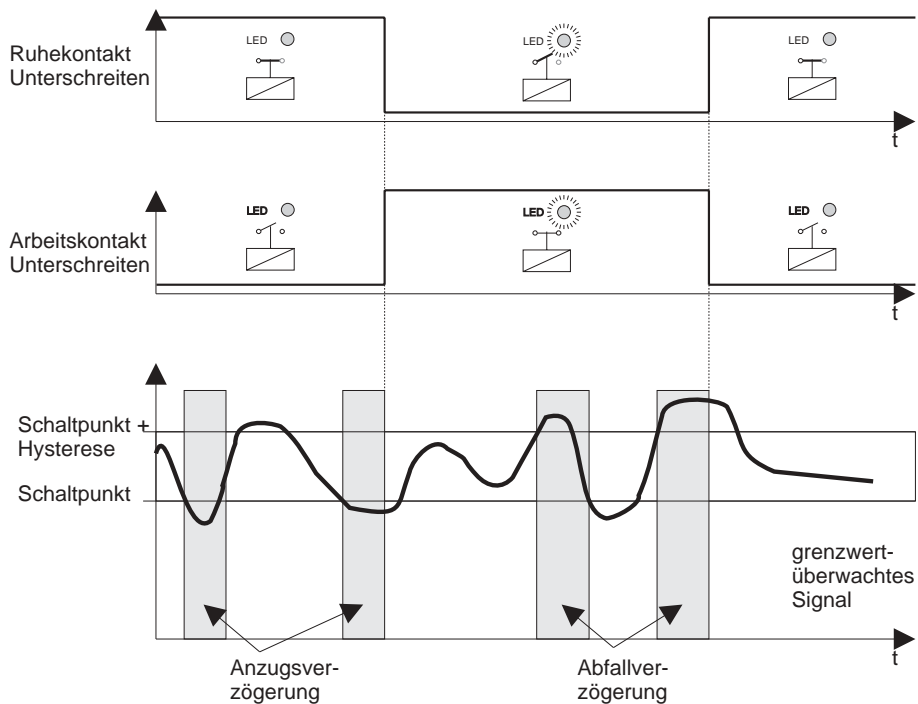 LED
LED
LED
Ruhekontakt
Unterschreiten
t
LED
LED
LED
Arbeitskontakt
Unterschreiten
t
Schaltpunkt +
Hysterese
Schaltpunkt
grenzwert-
überwachtes
Signal
t
Anzugsver-
zögerung
Abfallver-
zögerung